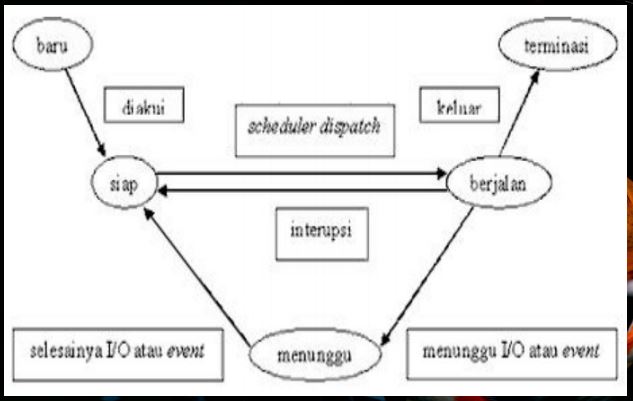 baru
terminasi
diakui
keluar
scheduler dispatch
siap
berjalan
interupsi
selesainya I/O atau event
menunggu
menunggu I/O atau event